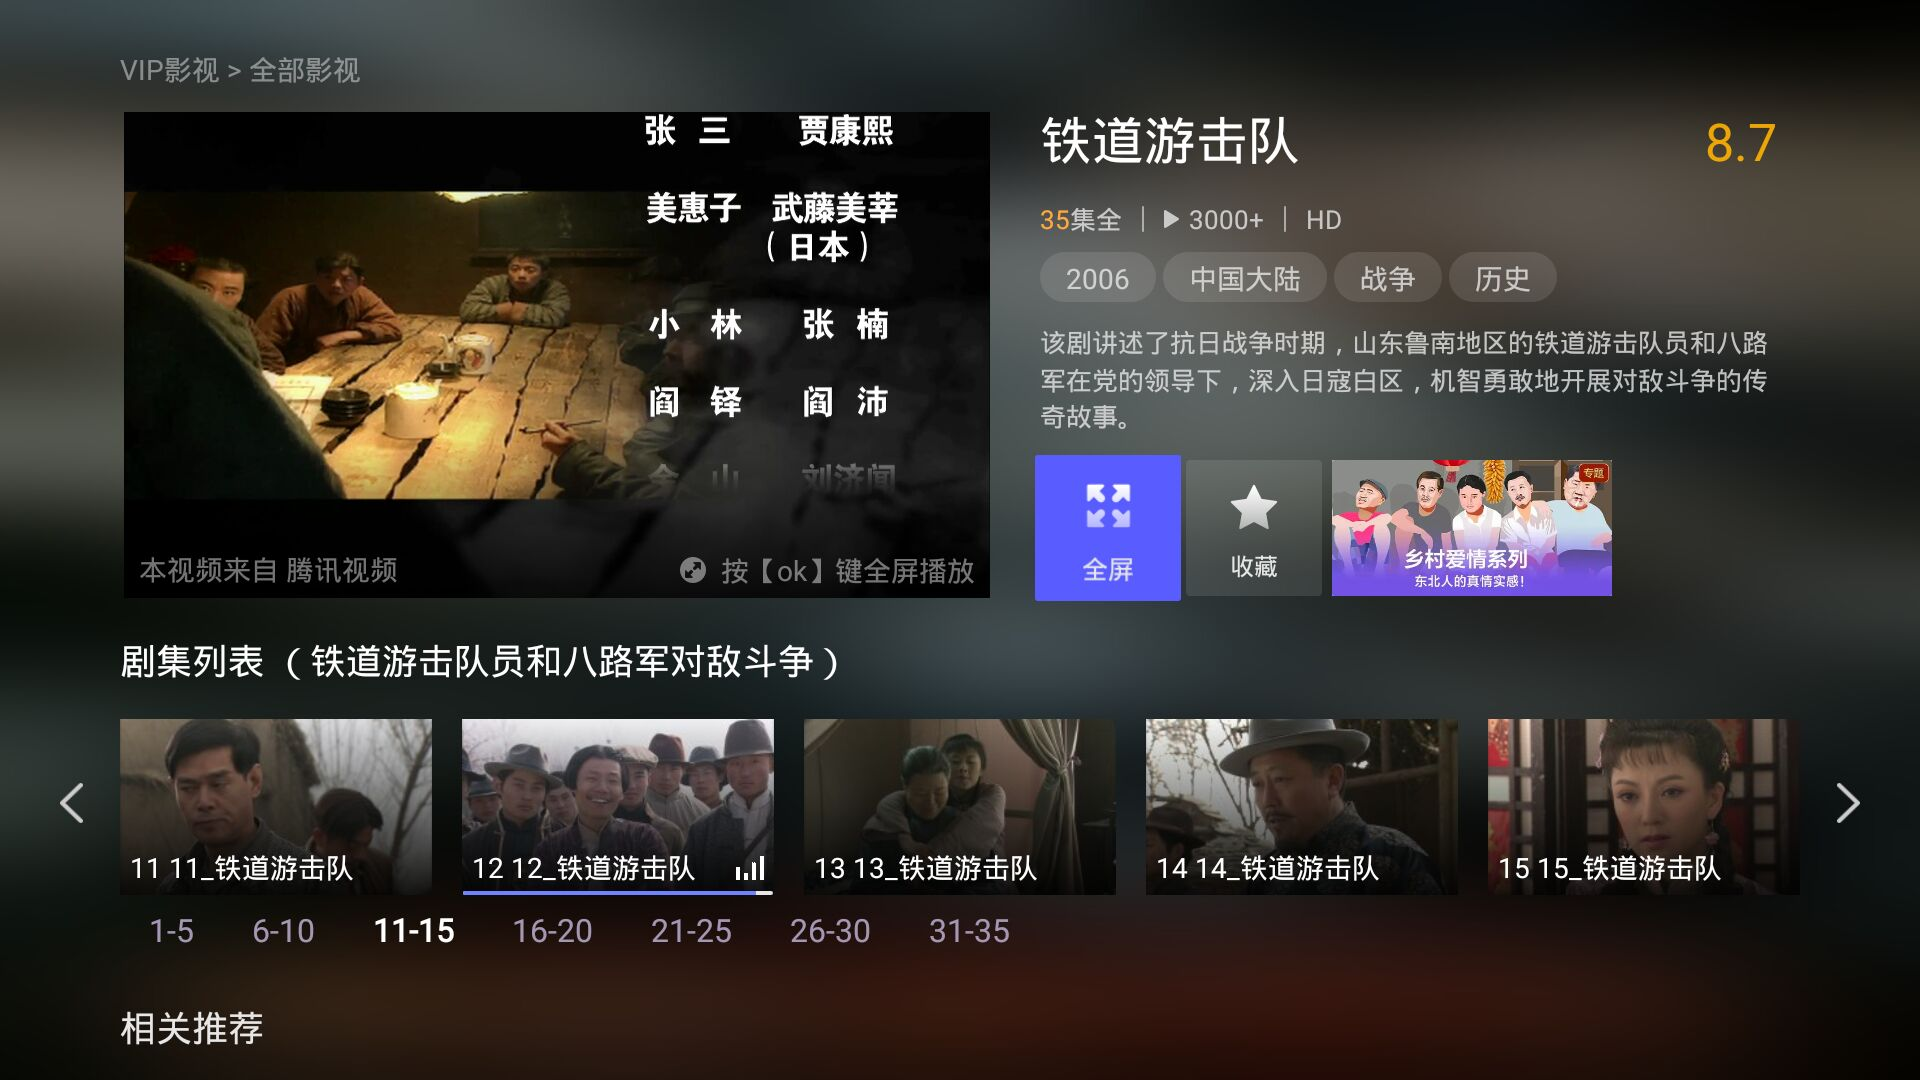 VIP影视 > 全部影视
张 三 贾康熙
美惠子 武藤美莘
（日本）
小 林 张 楠
阎 铎 阎 沛
金 山 刘济闻
本视频来自 腾讯视频
按【ok】键全屏播放
铁道游击队
8.7
35集全 | 3000+ | HD
2006 中国大陆 战争 历史
该剧讲述了抗日战争时期，山东鲁南地区的铁道游击队员和八路
军在党的领导下，深入日寇白区，机智勇敢地开展对敌斗争的传
奇故事。
全屏
收藏
专题
乡村爱情系列
东北人的真情实感！
剧集列表 （铁道游击队员和八路军对敌斗争）
11 11_铁道游击队
12 12_铁道游击队
13 13_铁道游击队
14 14_铁道游击队
15 15_铁道游击队
1-5 6-10 11-15 16-20 21-25 26-30 31-35
相关推荐